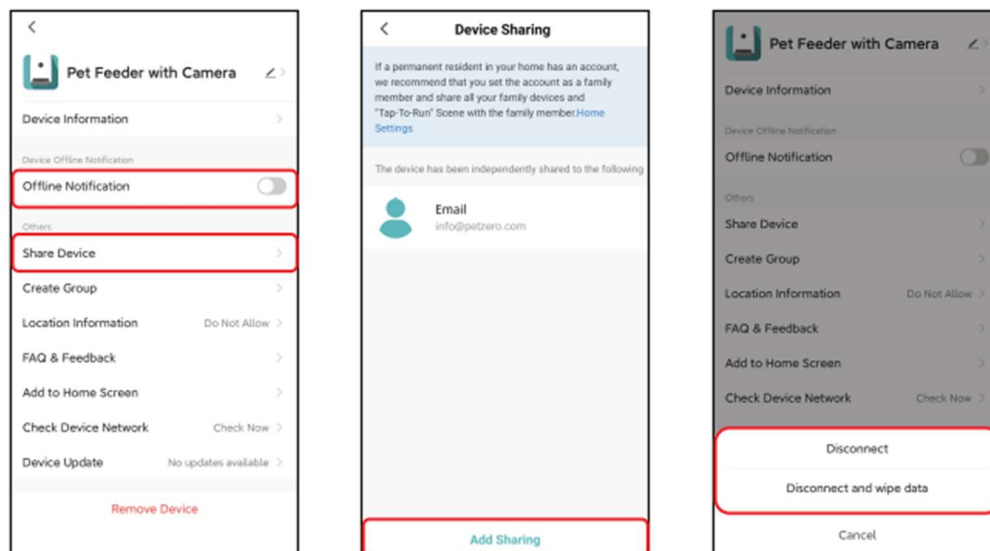 Pet Feeder with Camera
Device Information
Device Offline Notification
Offline Notification
Others
Share Device
Create Group
Location Information Do Not Allow
FAQ & Feedback
Add to Home Screen
Check Device Network Check Now
Device Update No updates available
Remove Device
Device Sharing
If a permanent resident in your home has an account,
we recommend that you set the account as a family
member and share all your family devices and
"Tap-To-Run" Scene with the family member.Home
Settings
The device has been independently shared to the following
Email
info@petzero.com
Add Sharing
Pet Feeder with Camera
Device Information
Device Offline Notification
Offline Notification
Others
Share Device
Create Group
Location Information Do Not Allow
FAQ & Feedback
Add to Home Screen
Check Device Network Check Now
Disconnect
Disconnect and wipe data
Cancel